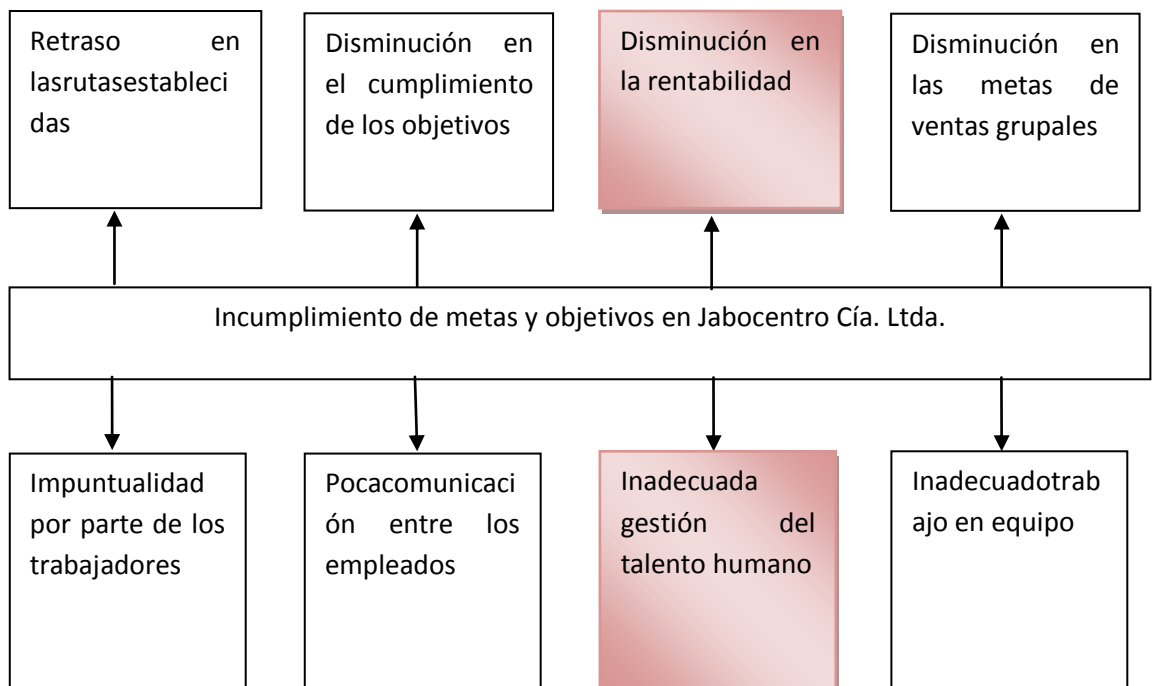 Retraso en
lasrutasestableci
das
Disminución en
el cumplimiento
de los objetivos
Disminución en
la rentabilidad
Disminución en
las metas de
ventas grupales
Incumplimiento de metas y objetivos en Jabocentro Cía. Ltda.
Impuntualidad
por parte de los
trabajadores
Pocacomunicaci
ón entre los
empleados
Inadecuada
gestión del
talento humano
Inadecuadotrab
ajo en equipo